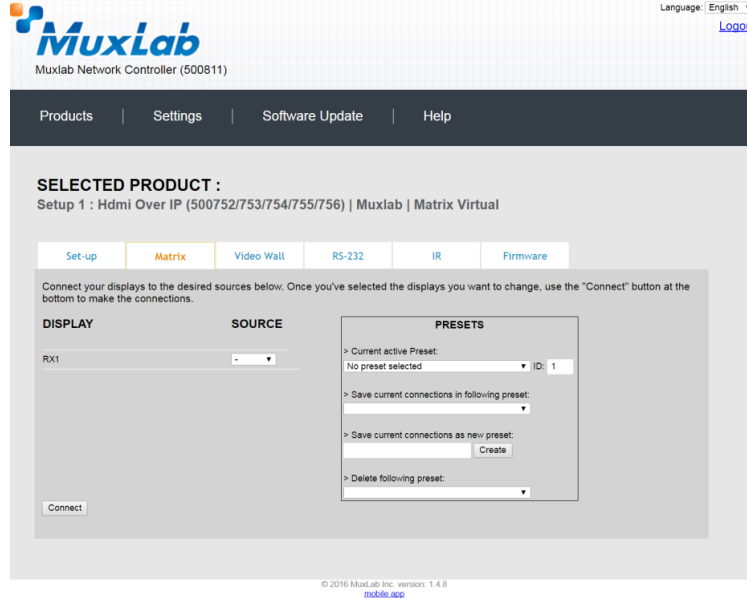 Language: English
Logou
MuxLab
Muxlab Network Controller (500811)
Products | Settings | Software Update | Help
SELECTED PRODUCT :
Setup 1 : Hdmi Over IP (500752/753/754/755/756) | Muxlab | Matrix Virtual
Set-up Matrix Video Wall RS-232 IR Firmware
Connect your displays to the desired sources below. Once you've selected the displays you want to change, use the "Connect" button at the
bottom to make the connections.
DISPLAY SOURCE PRESETS
> Current active Preset:
RX1 - No preset selected ID: 1
> Save current connections in following preset:
> Save current connections as new preset:
Create
> Delete following preset:
Connect
© 2016 MuxLab Inc. version: 1.4.8
mobile app